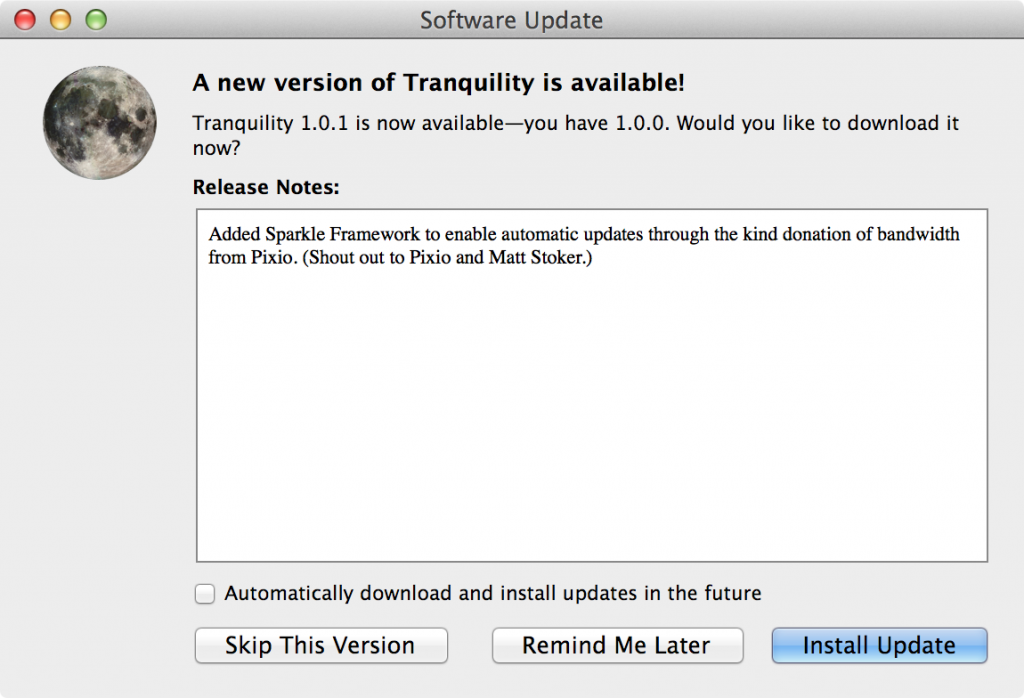 Software Update
A new version of Tranquility is available!
Tranquility 1.0.1 is now available—you have 1.0.0. Would you like to download it
now?
Release Notes:
Added Sparkle Framework to enable automatic updates through the kind donation of bandwidth
from Pixio. (Shout out to Pixio and Matt Stoker.)
Automatically download and install updates in the future
Skip This Version
Remind Me Later
Install Update